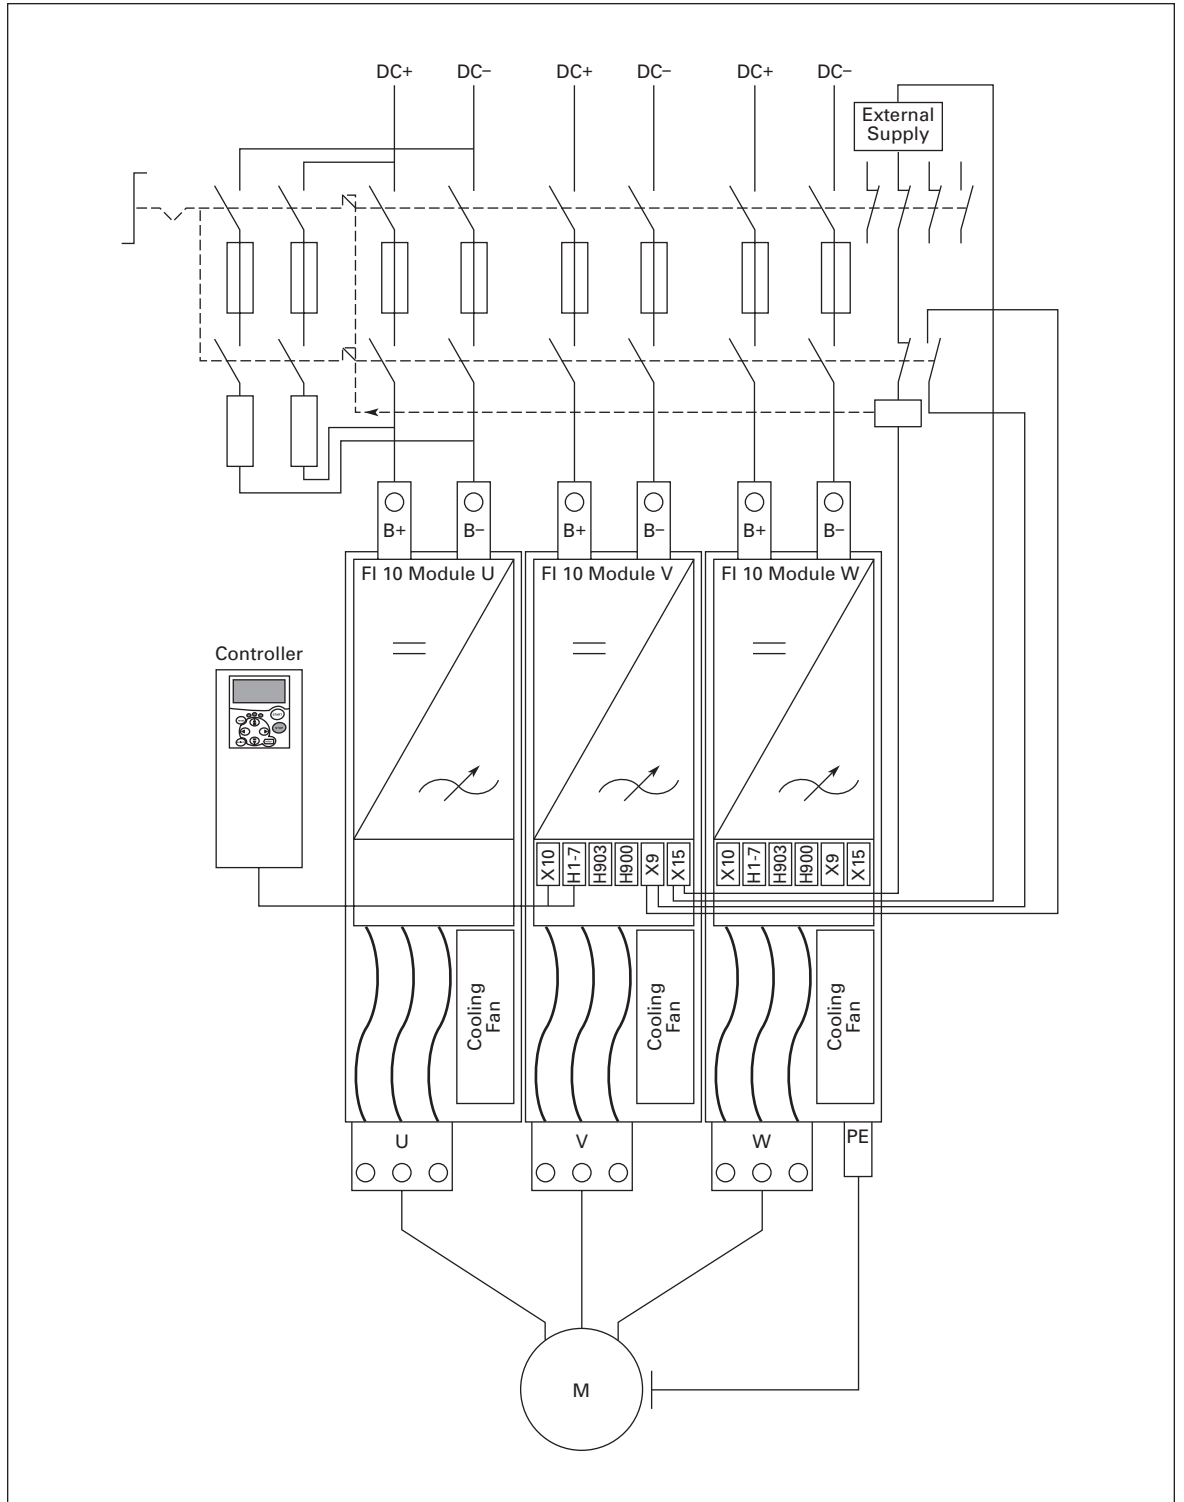 DC+ DC– DC+ DC– DC+ DC–
External
Supply
B+ B– B+ B– B+ B–
FI 10 Module U FI 10 Module V FI 10 Module W
Controller
X10 H1-7 H903 H900 X9 X15 X10 H1-7 H903 H900 X9 X15
Cooling
Fan
Cooling
Fan
Cooling
Fan
U V W PE
M